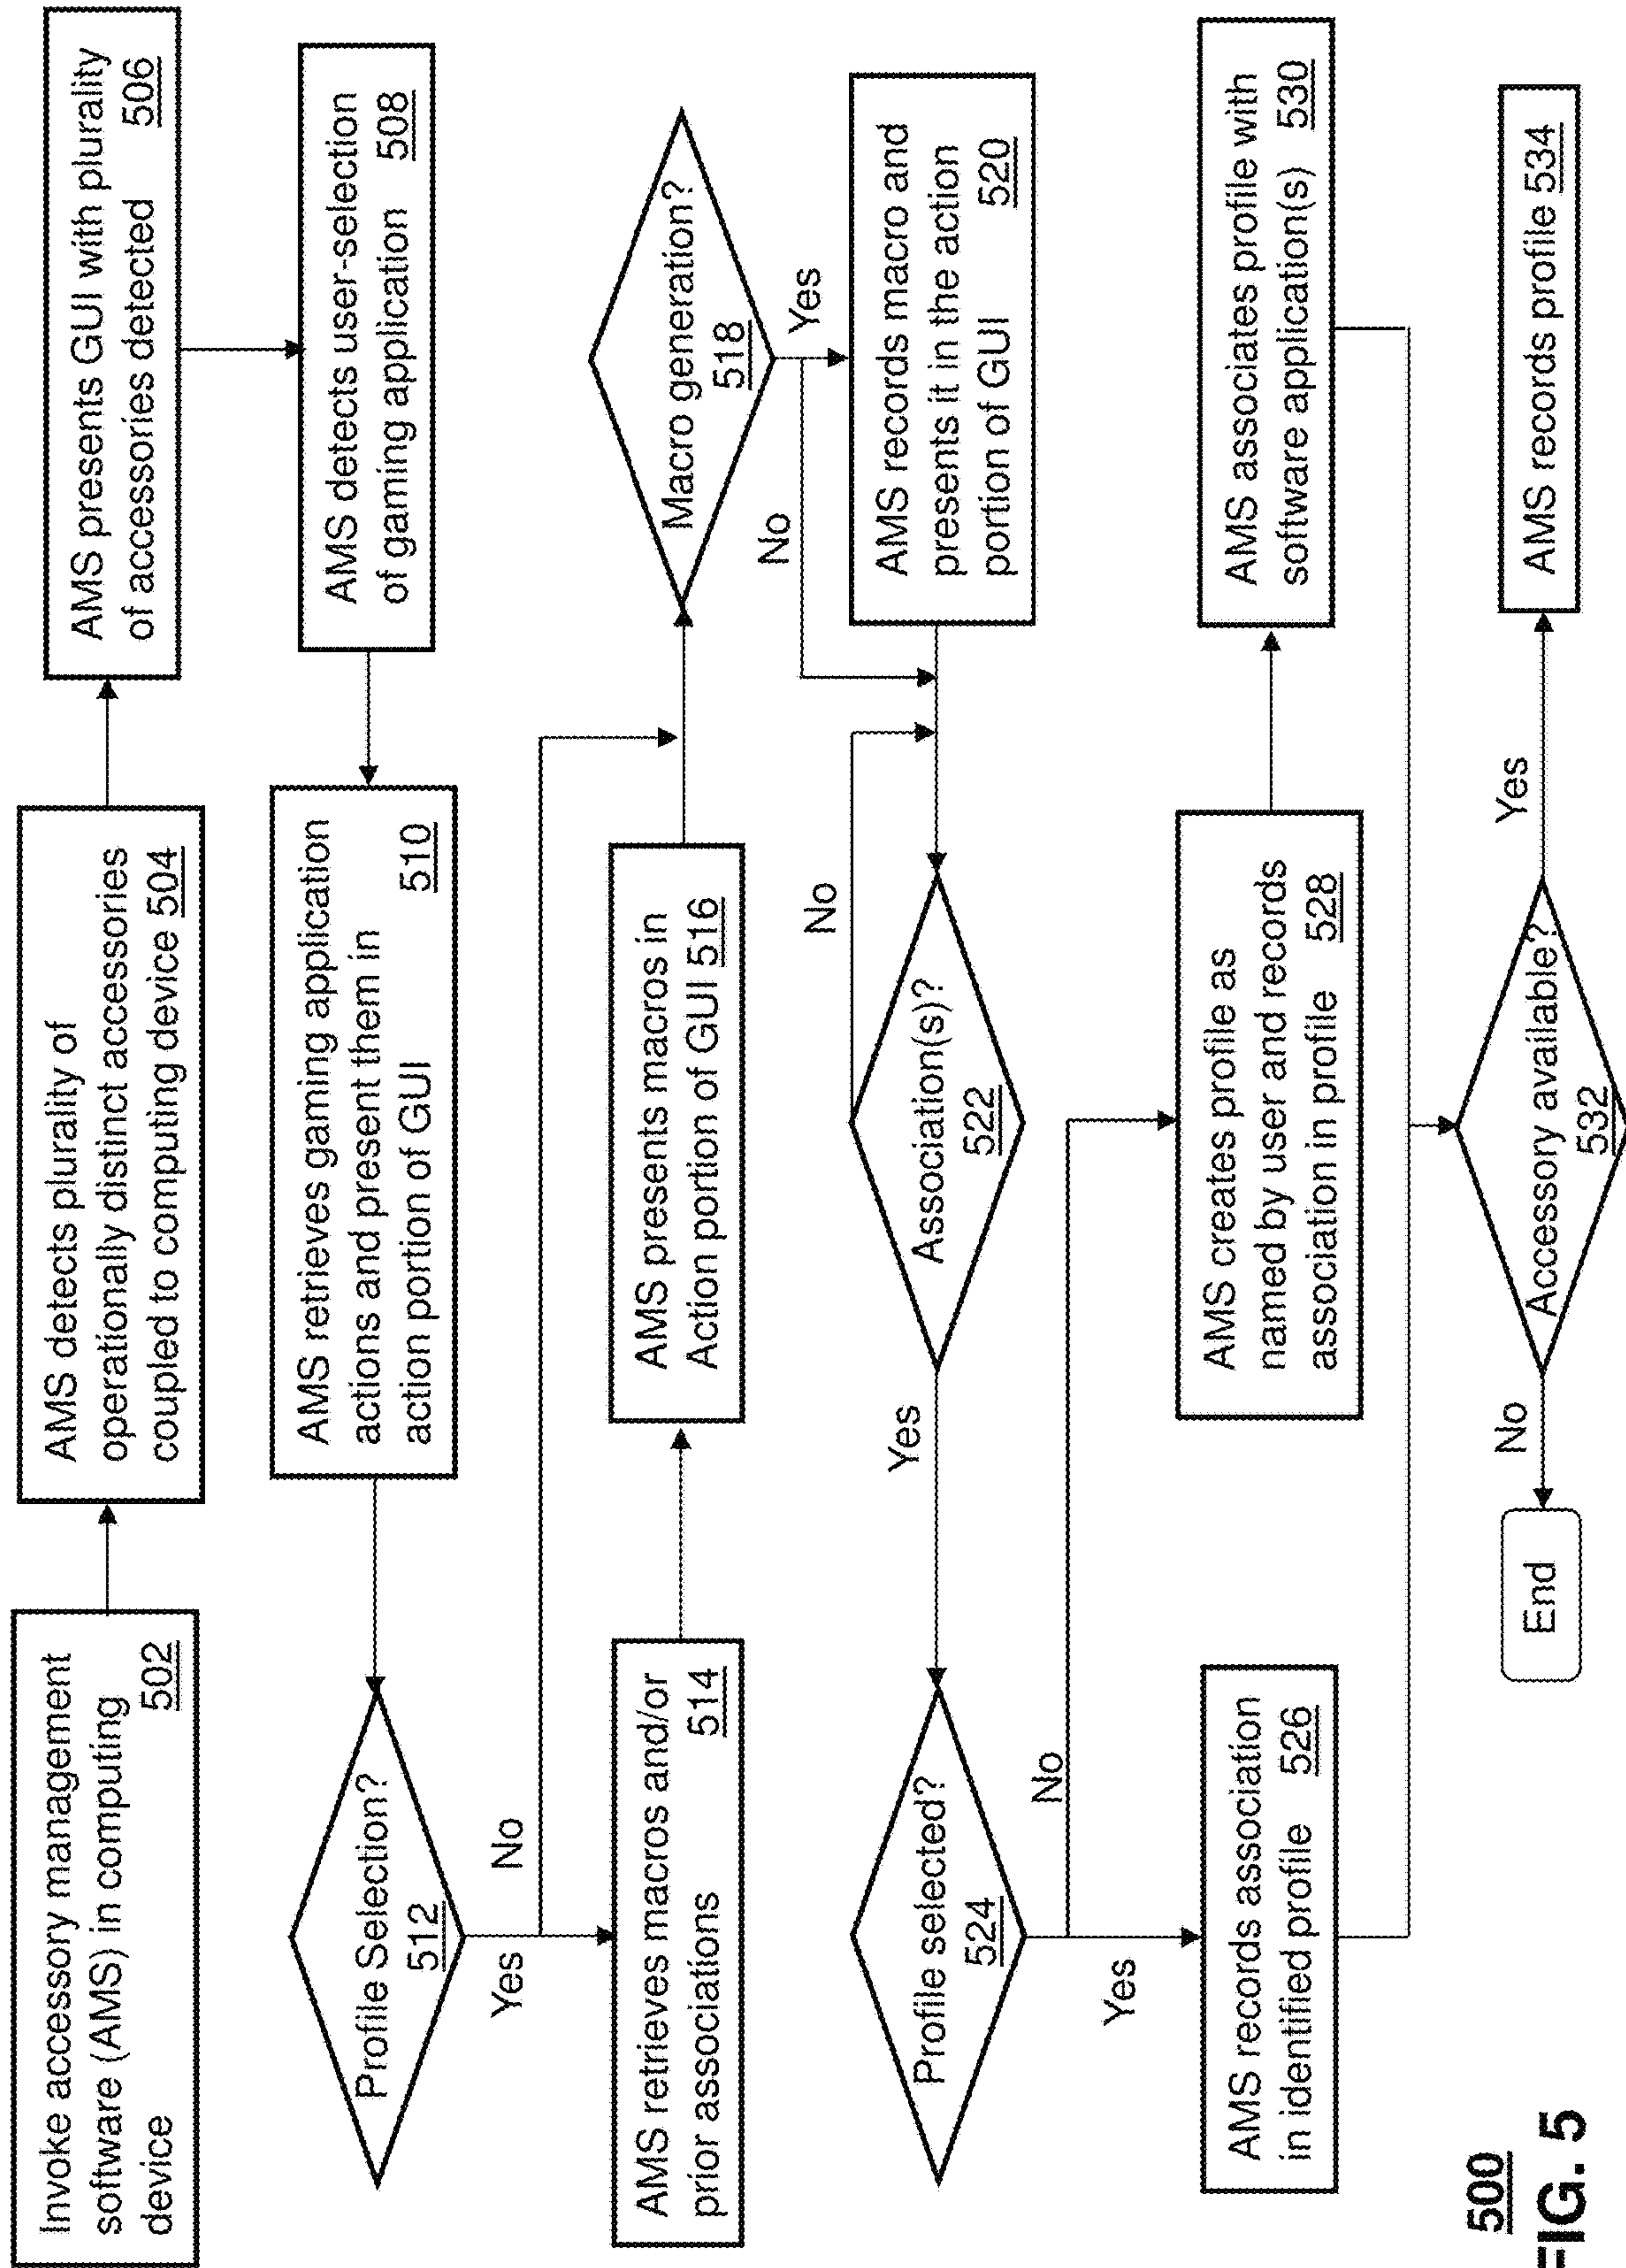 Invoke accessory management
software (AMS) in computing
device 502
AMS detects plurality of
operationally distinct accessories
coupled to computing device 504
AMS presents GUI with plurality
of accessories detected 506
AMS detects user-selection
of gaming application 508
AMS retrieves gaming application
actions and present them in
action portion of GUI 510
Profile Selection?
512
Yes
No
AMS retrieves macros and/or
prior associations 514
AMS presents macros in
Action portion of GUI 516
Macro generation?
518
Yes
No
AMS records macro and
presents it in the action
portion of GUI 520
Association(s)?
522
No
Yes
Profile selected?
524
No
Yes
AMS records association
in identified profile 526
AMS creates profile as
named by user and records
association in profile 528
AMS associates profile with
software application(s) 530
Accessory available?
532
No
Yes
End
AMS records profile 534
500
FIG. 5